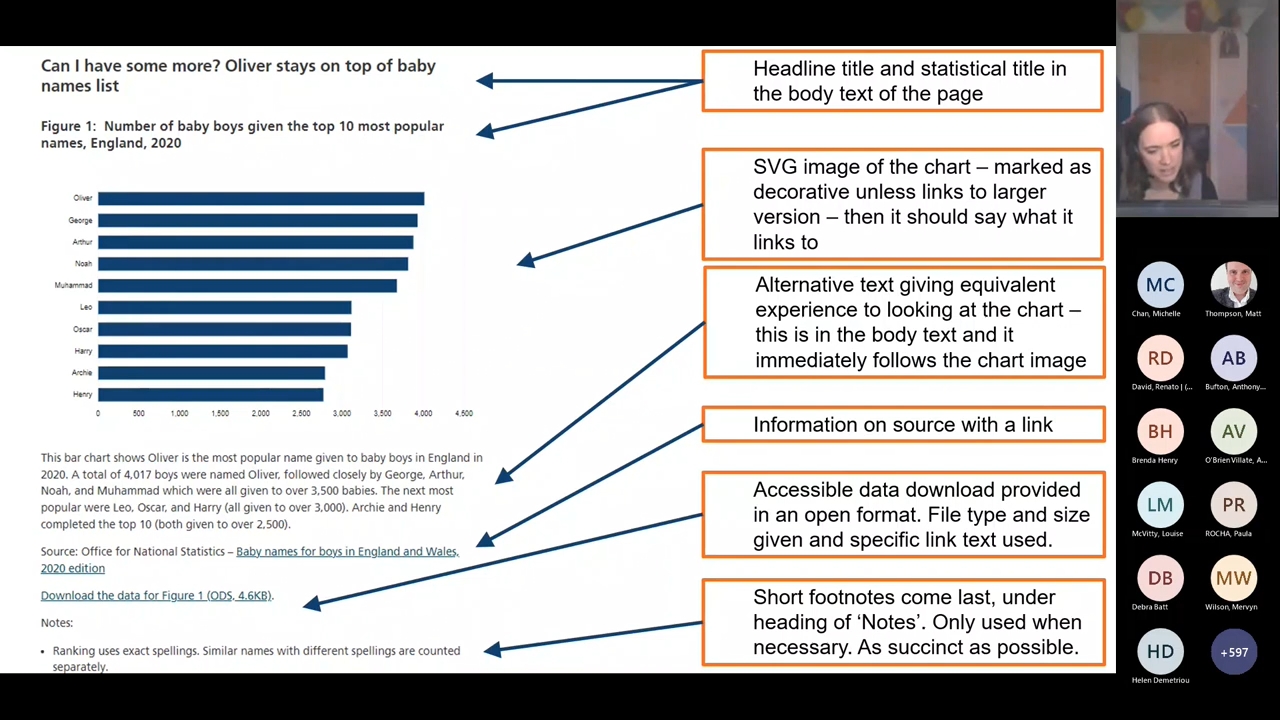 Can I have some more? Oliver stays on top of baby
names list
Figure 1: Number of baby boys given the top 10 most popular
names, England, 2020
Oliver
George
Arthur
Noah
Muhammad
Leo
Oscar
Harry
Archie
Henry
0 500 1,000 1,500 2,000 2,500 3,000 3,500 4,000 4,500
This bar chart shows Oliver is the most popular name given to baby boys in England in
2020. A total of 4,017 boys were named Oliver, followed closely by George, Arthur,
Noah, and Muhammad which were all given to over 3,500 babies. The next most
popular were Leo, Oscar, and Harry (all given to over 3,000). Archie and Henry
completed the top 10 (both given to over 2,500).
Source: Office for National Statistics – Baby names for boys in England and Wales,
2020 edition
Download the data for Figure 1 (ODS, 4.6KB).
Notes:
• Ranking uses exact spellings. Similar names with different spellings are counted
separately.
Headline title and statistical title in
the body text of the page
SVG image of the chart – marked as
decorative unless links to larger
version – then it should say what it
links to
Alternative text giving equivalent
experience to looking at the chart –
this is in the body text and it
immediately follows the chart image
Information on source with a link
Accessible data download provided
in an open format. File type and size
given and specific link text used.
Short footnotes come last, under
heading of ‘Notes’. Only used when
necessary. As succinct as possible.
MC
Chan, Michelle
Thompson, Matt
RD
David, Renato | (...
AB
Bufton, Anthony...
BH
Brenda Henry
AV
O'Brien Villate, A...
LM
McVitty, Louise
PR
ROCHA, Paula
DB
Debra Batt
MW
Wilson, Mervyn
HD
Helen Demetriou
+597